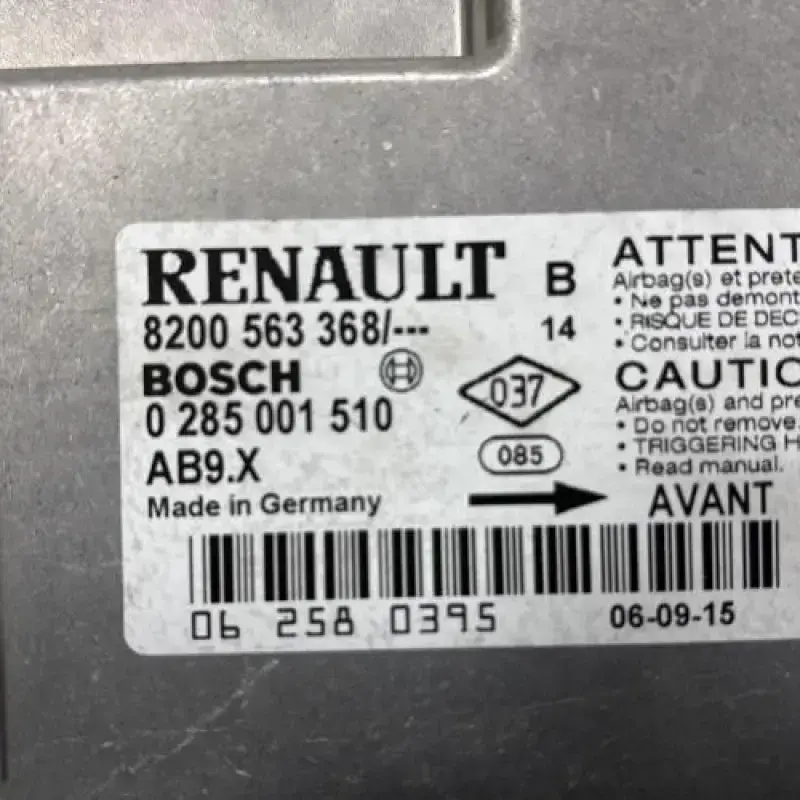 RENAULT B
8200 563 368/--- 14
BOSCH
0 285 001 510
AB9.X
Made in Germany
037
085
AVANT
06 258 0395
06-09-15
ATTENT
Airbag(s) et prete
• Ne pas demont
• RISQUE DE DEC
• Consulter la not
CAUTIO
Airbag(s) and pre
• Do not remove.
• TRIGGERING H
• Read manual.